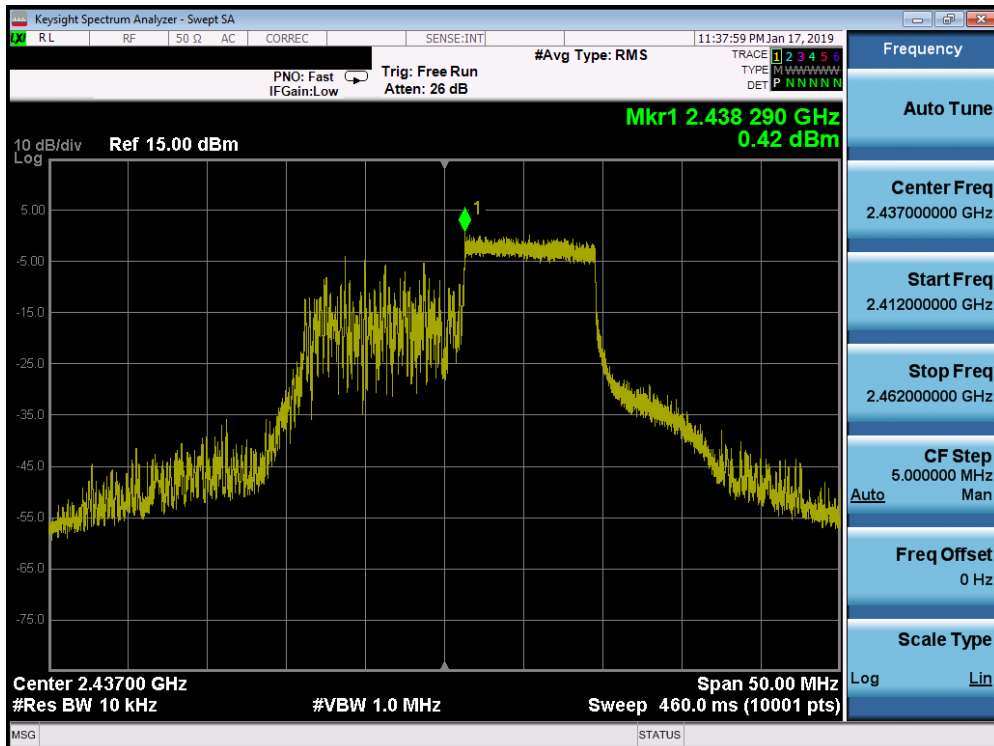 Keysight Spectrum Analyzer - Swept SA
LXI RL RF 50 Ω AC CORREC SENSE:INT 11:37:59 PM Jan 17, 2019
#Avg Type: RMS TRACE 1 2 3 4 5 6
TYPE M W W W W W
DET P N N N N N
PNO: Fast Trig: Free Run
IFGain:Low Atten: 26 dB
Mkr1 2.438 290 GHz
0.42 dBm
10 dB/div Ref 15.00 dBm
Log
1
5.00
-5.00
-15.0
-25.0
-35.0
-45.0
-55.0
-65.0
-75.0
Center 2.43700 GHz Span 50.00 MHz
#Res BW 10 kHz #VBW 1.0 MHz Sweep 460.0 ms (10001 pts)
MSG STATUS
Frequency
Auto Tune
Center Freq
2.437000000 GHz
Start Freq
2.412000000 GHz
Stop Freq
2.462000000 GHz
CF Step
5.000000 MHz
Auto Man
Freq Offset
0 Hz
Scale Type
Log Lin